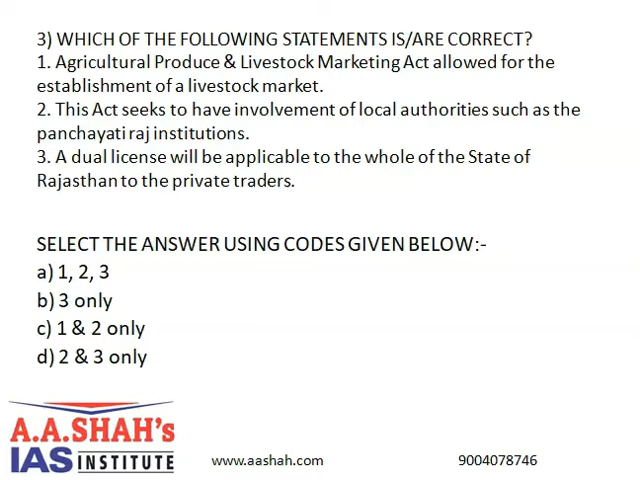 3) WHICH OF THE FOLLOWING STATEMENTS IS/ARE CORRECT?
1. Agricultural Produce & Livestock Marketing Act allowed for the
establishment of a livestock market.
2. This Act seeks to have involvement of local authorities such as the
panchayati raj institutions.
3. A dual license will be applicable to the whole of the State of
Rajasthan to the private traders.
SELECT THE ANSWER USING CODES GIVEN BELOW:-
a) 1, 2, 3
b) 3 only
c) 1 & 2 only
d) 2 & 3 only
A.A.SHAH's
IAS INSTITUTE
www.aashah.com 9004078746